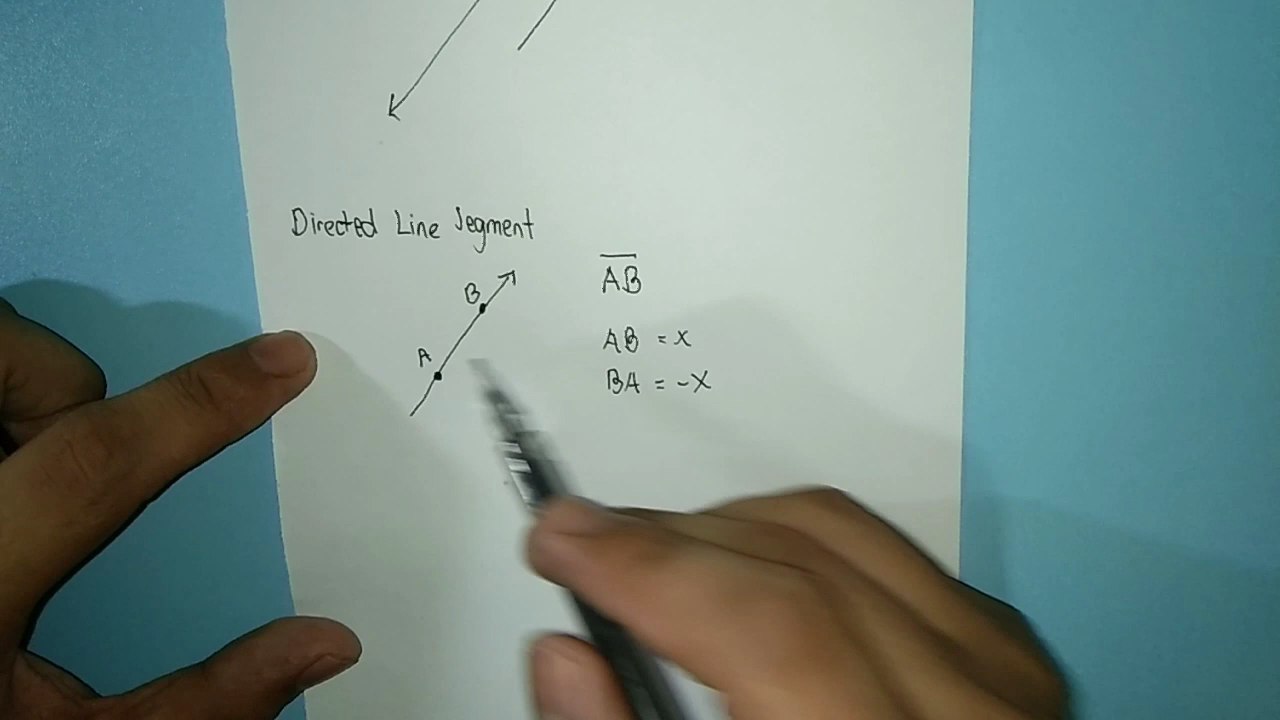 Directed Line Segment
AB
B
AB = x
A
BA = -x